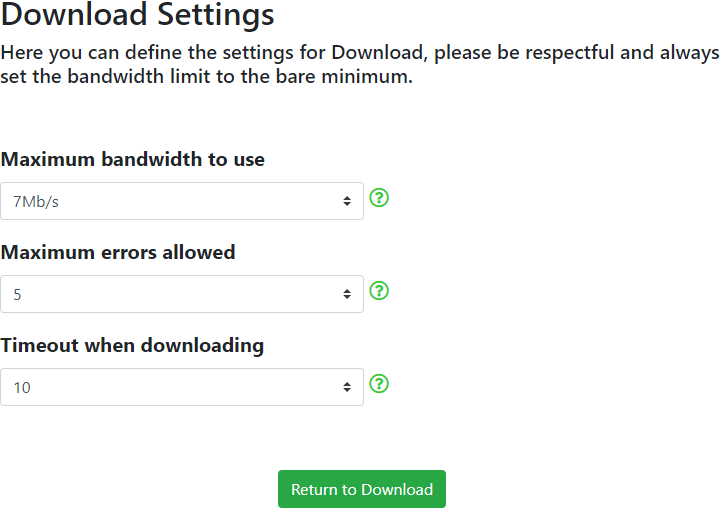 Download Settings
Here you can define the settings for Download, please be respectful and always
set the bandwidth limit to the bare minimum.
Maximum bandwidth to use
7Mb/s
Maximum errors allowed
5
Timeout when downloading
10
Return to Download